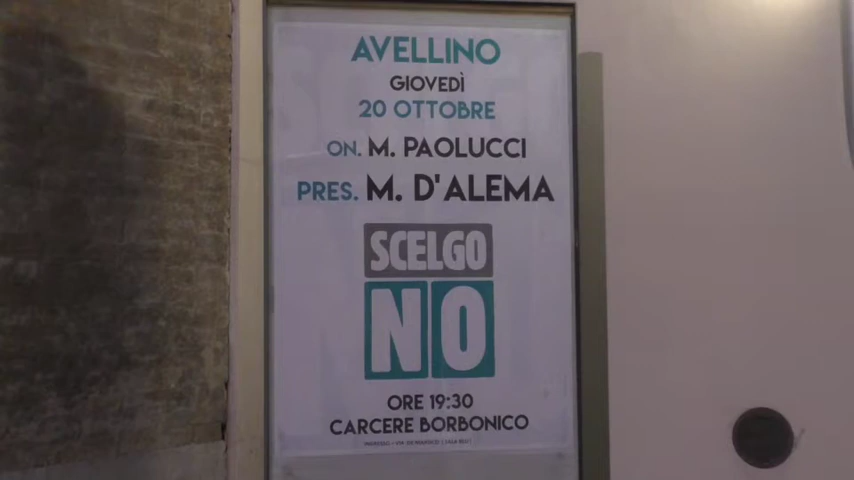 AVELLINO
GIOVEDÌ
20 OTTOBRE
ON. M. PAOLUCCI
PRES. M. D'ALEMA
SCELGO
NO
ORE 19:30
CARCERE BORBONICO